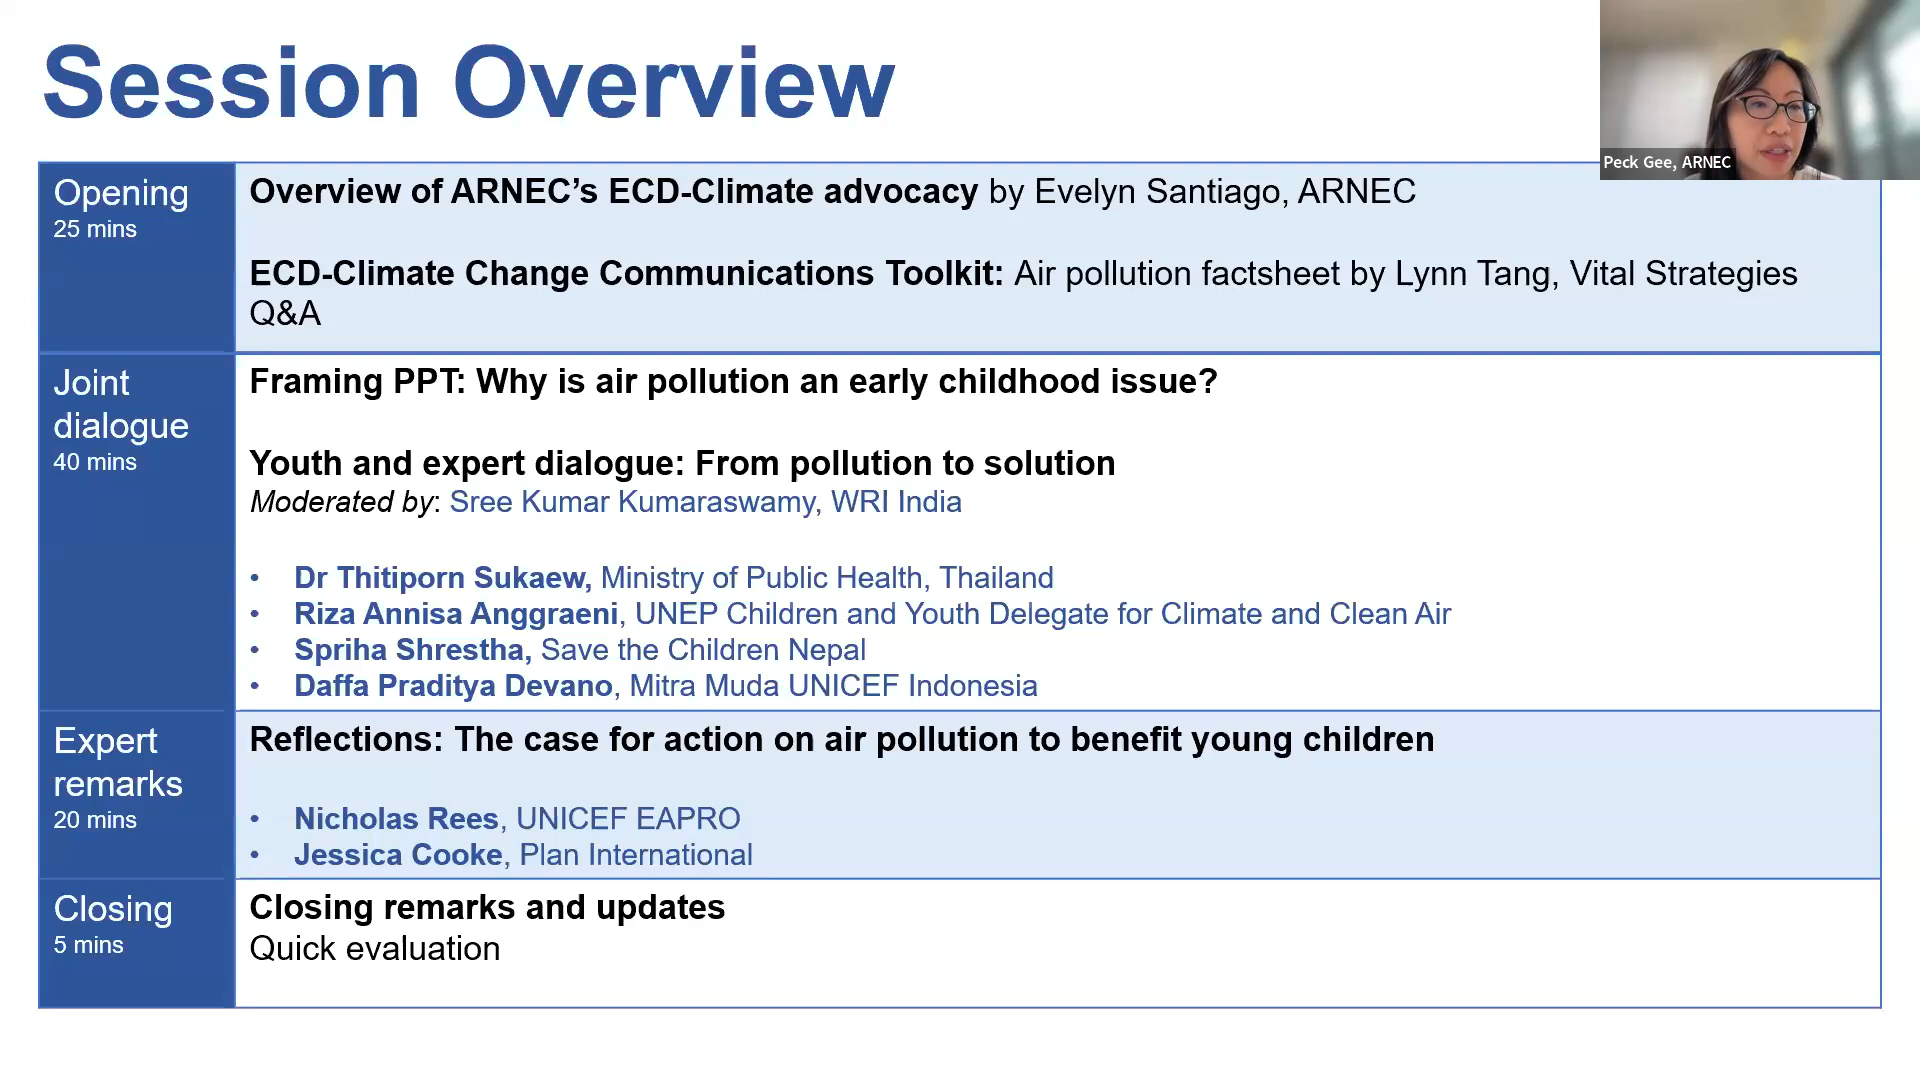 Session Overview
Peck Gee, ARNEC
Opening
25 mins
Overview of ARNEC’s ECD-Climate advocacy by Evelyn Santiago, ARNEC
ECD-Climate Change Communications Toolkit: Air pollution factsheet by Lynn Tang, Vital Strategies
Q&A
Joint
dialogue
40 mins
Framing PPT: Why is air pollution an early childhood issue?
Youth and expert dialogue: From pollution to solution
Moderated by: Sree Kumar Kumaraswamy, WRI India
• Dr Thitiporn Sukaew, Ministry of Public Health, Thailand
• Riza Annisa Anggraeni, UNEP Children and Youth Delegate for Climate and Clean Air
• Spriha Shrestha, Save the Children Nepal
• Daffa Praditya Devano, Mitra Muda UNICEF Indonesia
Expert
remarks
20 mins
Reflections: The case for action on air pollution to benefit young children
• Nicholas Rees, UNICEF EAPRO
• Jessica Cooke, Plan International
Closing
5 mins
Closing remarks and updates
Quick evaluation